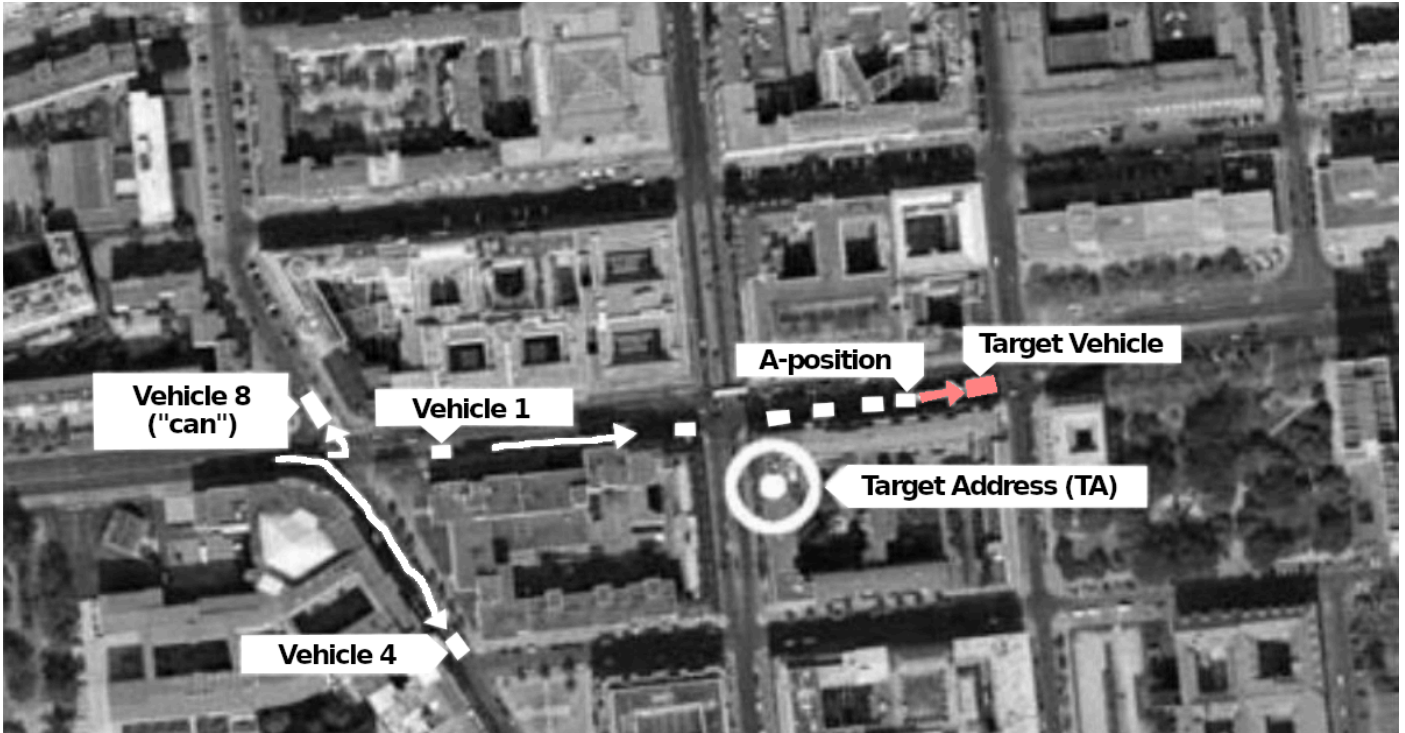 Target Vehicle
A-position
Vehicle 8
("can")
Vehicle 1
Target Address (TA)
Vehicle 4